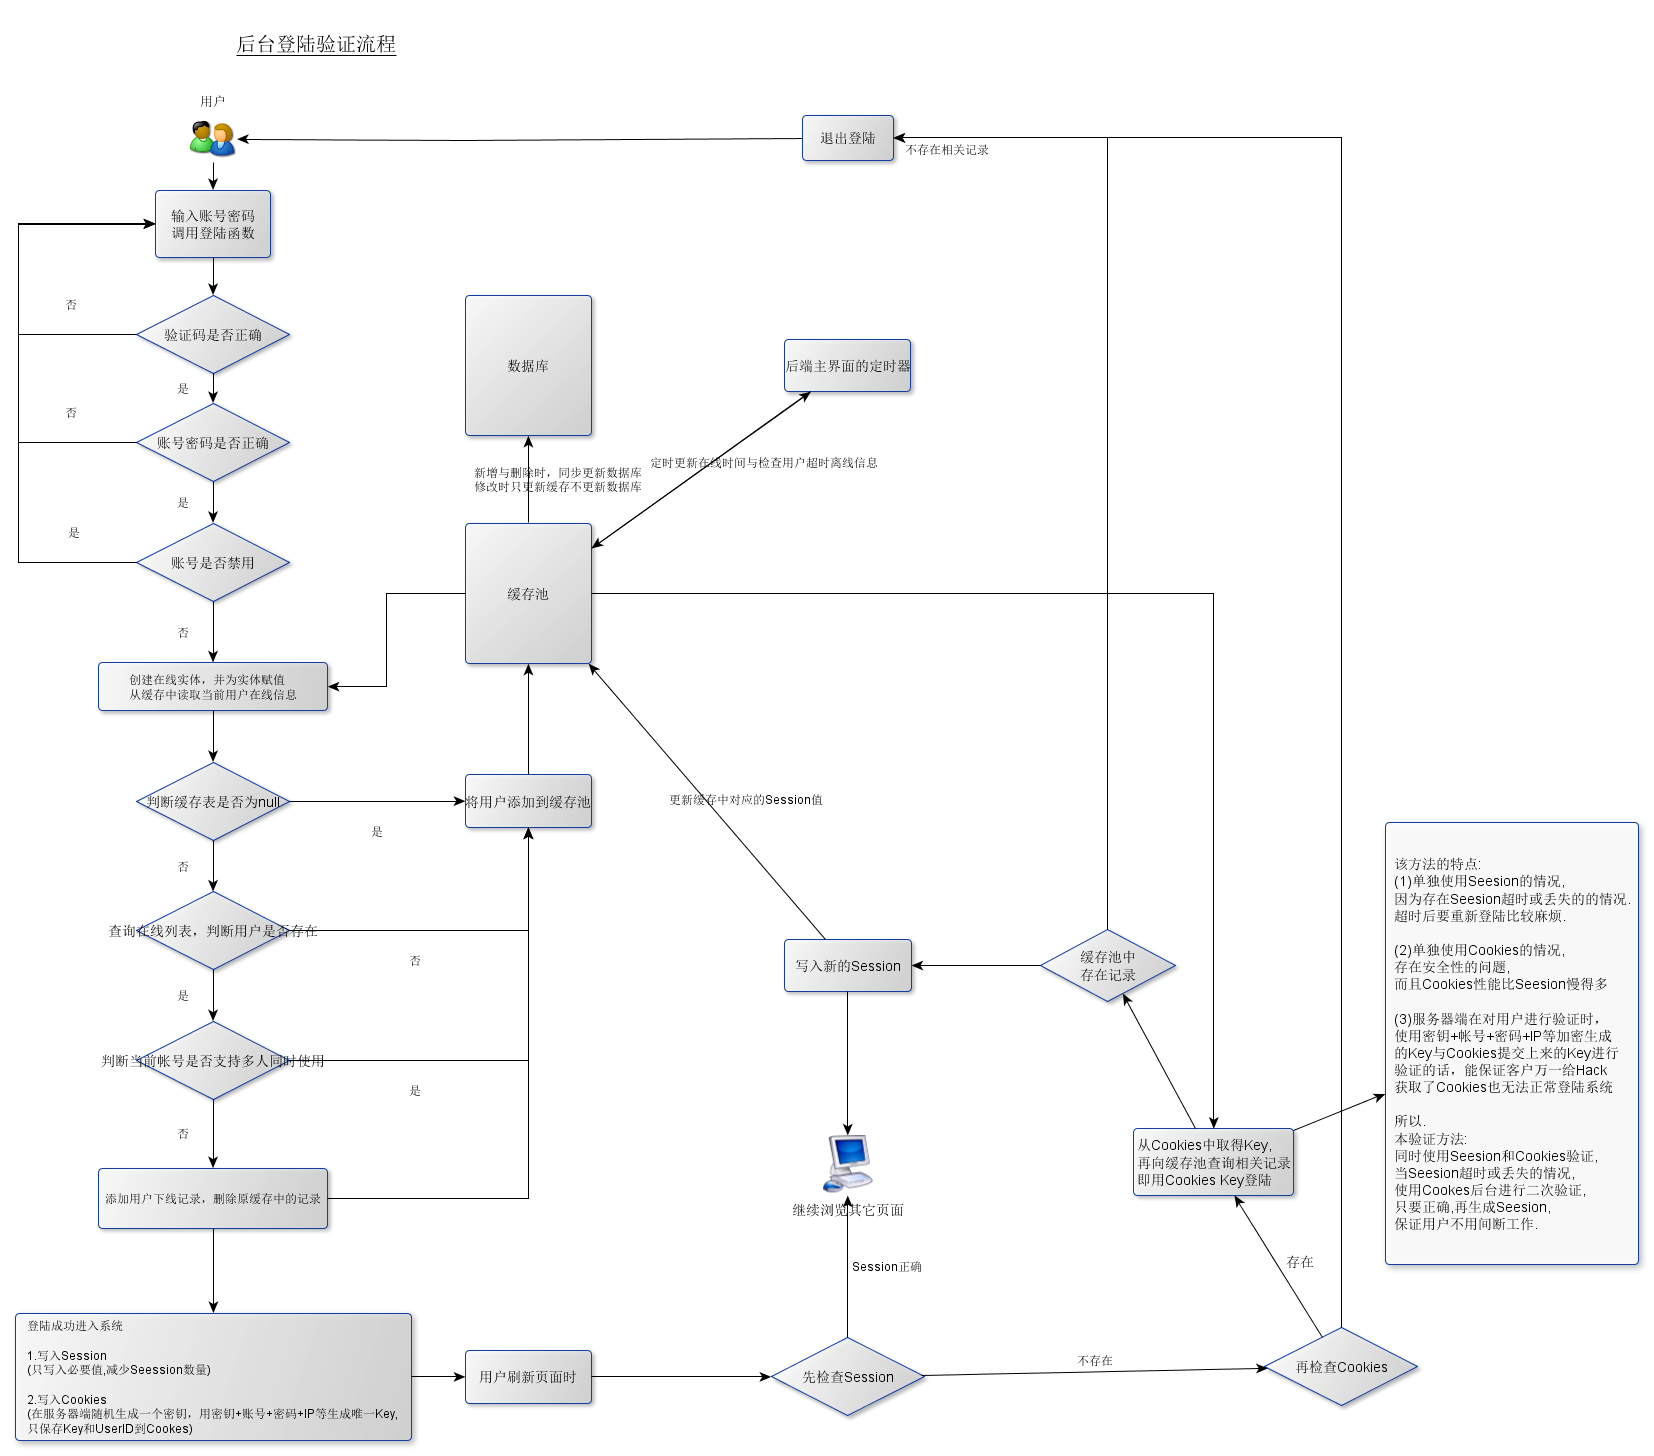 后台登陆验证流程
用户
退出登陆
不存在相关记录
输入账号密码
调用登陆函数
否
验证码是否正确
是
否
账号密码是否正确
是
是
账号是否禁用
否
数据库
后端主界面的定时器
新增与删除时，同步更新数据库
修改时只更新缓存不更新数据库
定时更新在线时间与检查用户超时离线信息
缓存池
创建在线实体，并为实体赋值
从缓存中读取当前用户在线信息
判断缓存表是否为null
是
将用户添加到缓存池
更新缓存中对应的Session值
否
查询在线列表，判断用户是否存在
否
是
判断当前帐号是否支持多人同时使用
是
否
添加用户下线记录，删除原缓存中的记录
写入新的Session
缓存池中
存在记录
继续浏览其它页面
Session正确
从Cookies中取得Key,
再向缓存池查询相关记录
即用Cookies Key登陆
存在
该方法的特点:
(1)单独使用Seesion的情况,
因为存在Seesion超时或丢失的的情况.
超时后要重新登陆比较麻烦.
(2)单独使用Cookies的情况,
存在安全性的问题,
而且Cookies性能比Seesion慢得多
(3)服务器端在对用户进行验证时，
使用密钥+帐号+密码+IP等加密生成
的Key与Cookies提交上来的Key进行
验证的话，能保证客户万一给Hack
获取了Cookies也无法正常登陆系统
所以.
本验证方法:
同时使用Seesion和Cookies验证,
当Seesion超时或丢失的情况,
使用Cookes后台进行二次验证,
只要正确,再生成Seesion,
保证用户不用间断工作.
登陆成功进入系统
1.写入Session
(只写入必要值,减少Seession数量)
2.写入Cookies
(在服务器端随机生成一个密钥，用密钥+账号+密码+IP等生成唯一Key,
只保存Key和UserID到Cookes)
用户刷新页面时
先检查Session
不存在
再检查Cookies